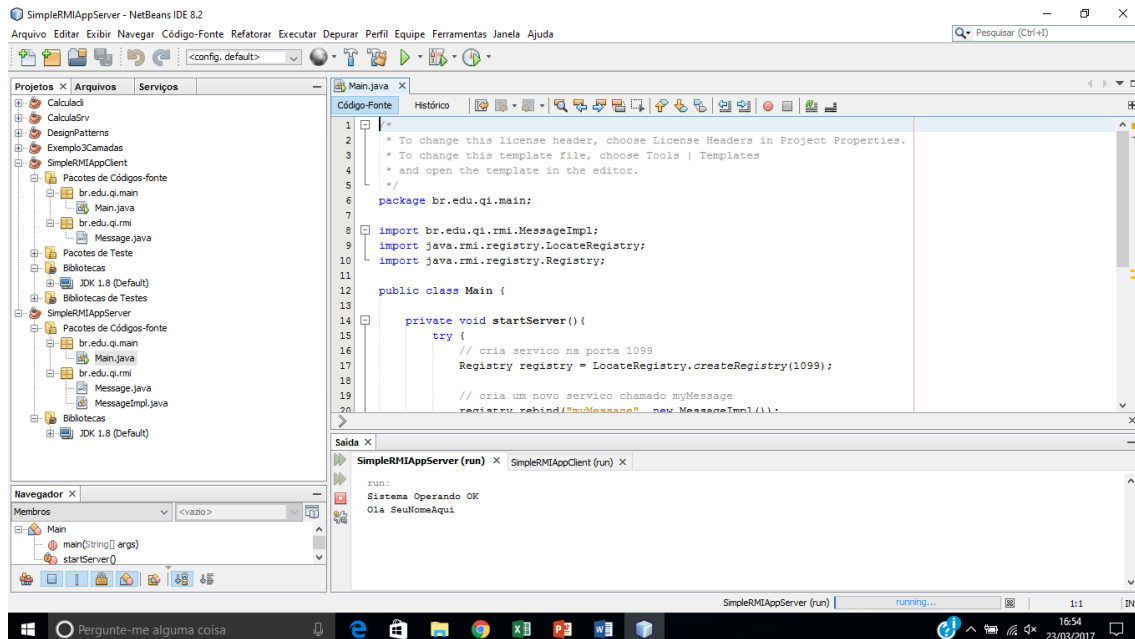 SimpleRMIAppServer - NetBeans IDE 8.2
Arquivo Editar Exibir Navegar Código-Fonte Refatorar Executar Depurar Perfil Equipe Ferramentas Janela Ajuda
Pesquisar (Ctrl+I)
<config. default>
Projetos Arquivos Serviços
Calculadi
CalculaSrv
DesignPatterns
Exemplo3Camadas
SimpleRMIAppClient
Pacotes de Códigos-fonte
br.edu.qi.main
Main.java
br.edu.qi.rmi
Message.java
Pacotes de Teste
Bibliotecas
JDK 1.8 (Default)
Bibliotecas de Testes
SimpleRMIAppServer
Pacotes de Códigos-fonte
br.edu.qi.main
Main.java
br.edu.qi.rmi
Message.java
MessageImpl.java
Bibliotecas
JDK 1.8 (Default)
Navegador
Membros <vazio>
Main
main(String[] args)
startServer()
Main.java
Código-Fonte Histórico
1 /*
2 * To change this license header, choose License Headers in Project Properties.
3 * To change this template file, choose Tools | Templates
4 * and open the template in the editor.
5 */
6 package br.edu.qi.main;
7
8 import br.edu.qi.rmi.MessageImpl;
9 import java.rmi.registry.LocateRegistry;
10 import java.rmi.registry.Registry;
11
12 public class Main {
13
14 private void startServer(){
15 try {
16 // cria servico na porta 1099
17 Registry registry = LocateRegistry.createRegistry(1099);
18
19 // cria um novo servico chamado myMessage
20 registry.rebind("myMessage", new MessageImpl());
Saída
SimpleRMIAppServer (run) SimpleRMIAppClient (run)
run:
Sistema Operando OK
Ola SeuNomeAqui
SimpleRMIAppServer (run) running... 1:1 IN
Pergunte-me alguma coisa
16:54
23/03/2017